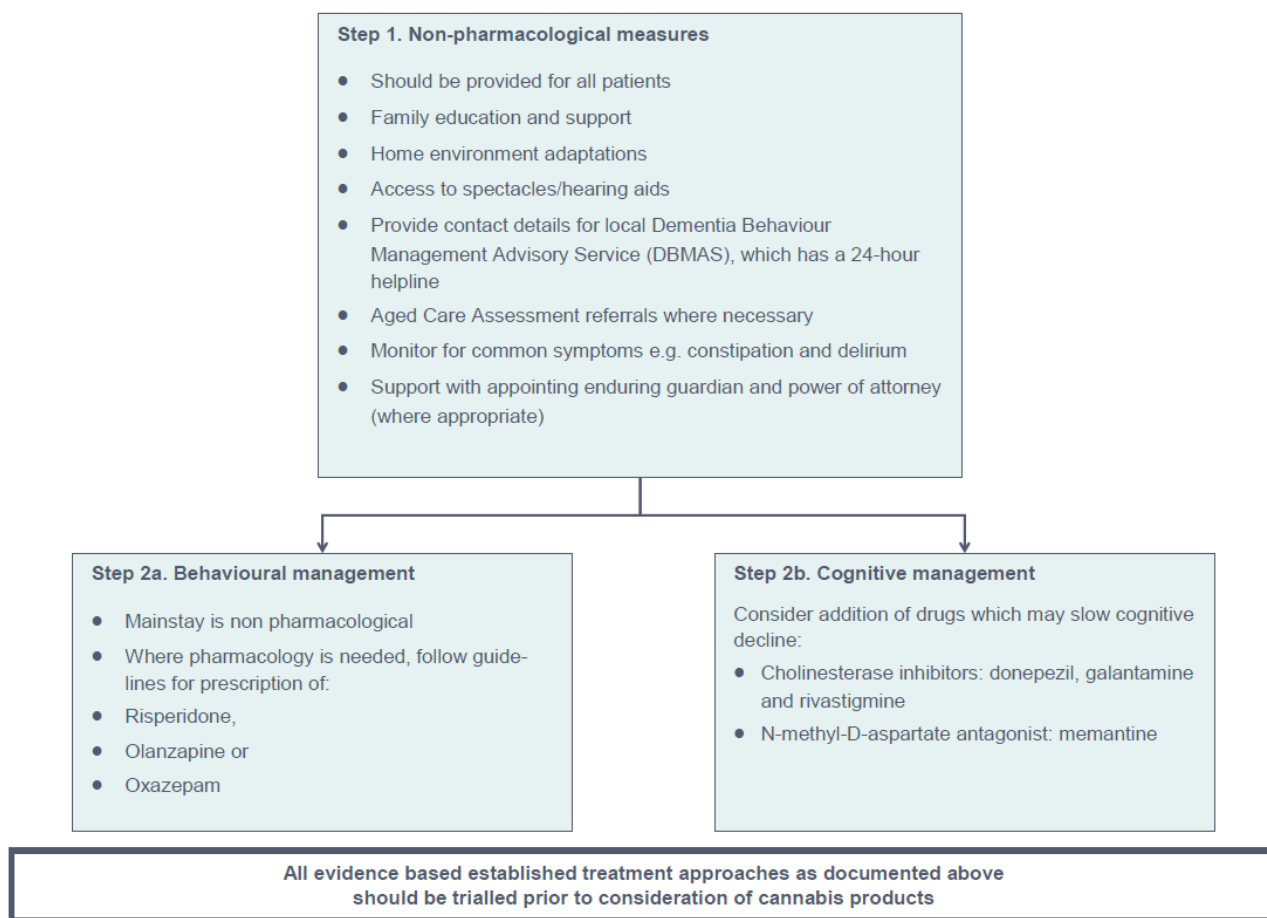 Step 1. Non-pharmacological measures
● Should be provided for all patients
● Family education and support
● Home environment adaptations
● Access to spectacles/hearing aids
● Provide contact details for local Dementia Behaviour
Management Advisory Service (DBMAS), which has a 24-hour
helpline
● Aged Care Assessment referrals where necessary
● Monitor for common symptoms e.g. constipation and delirium
● Support with appointing enduring guardian and power of attorney
(where appropriate)
Step 2a. Behavioural management
● Mainstay is non pharmacological
● Where pharmacology is needed, follow guide-
lines for prescription of:
● Risperidone,
● Olanzapine or
● Oxazepam
Step 2b. Cognitive management
Consider addition of drugs which may slow cognitive
decline:
● Cholinesterase inhibitors: donepezil, galantamine
and rivastigmine
● N-methyl-D-aspartate antagonist: memantine
All evidence based established treatment approaches as documented above
should be trialled prior to consideration of cannabis products